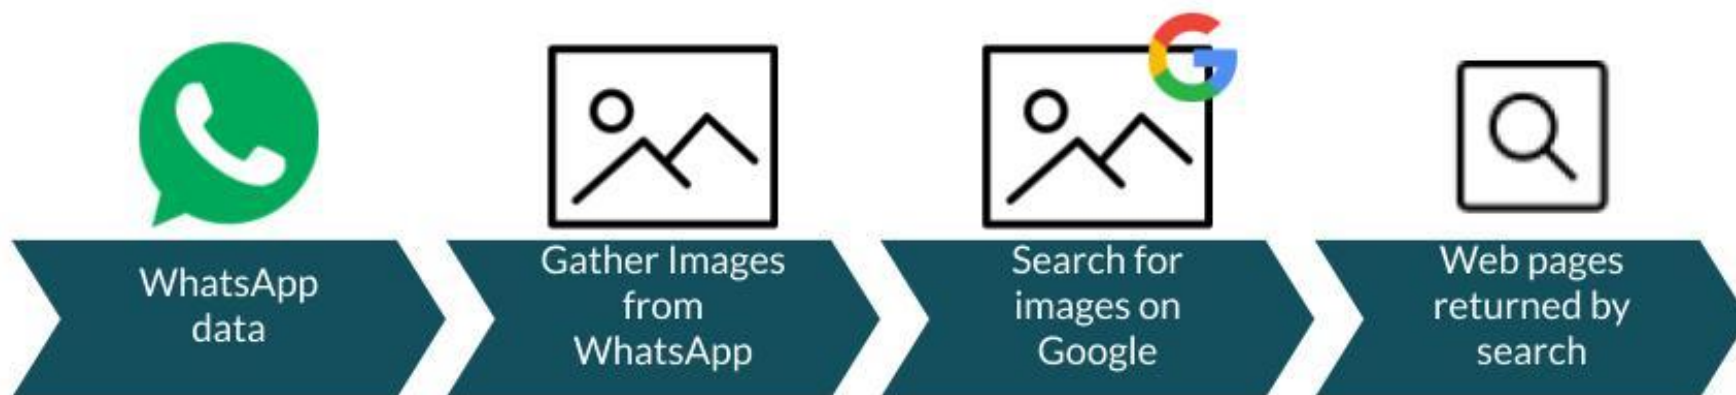 WhatsApp
data
Gather Images
from
WhatsApp
Search for
images on
Google
Web pages
returned by
search